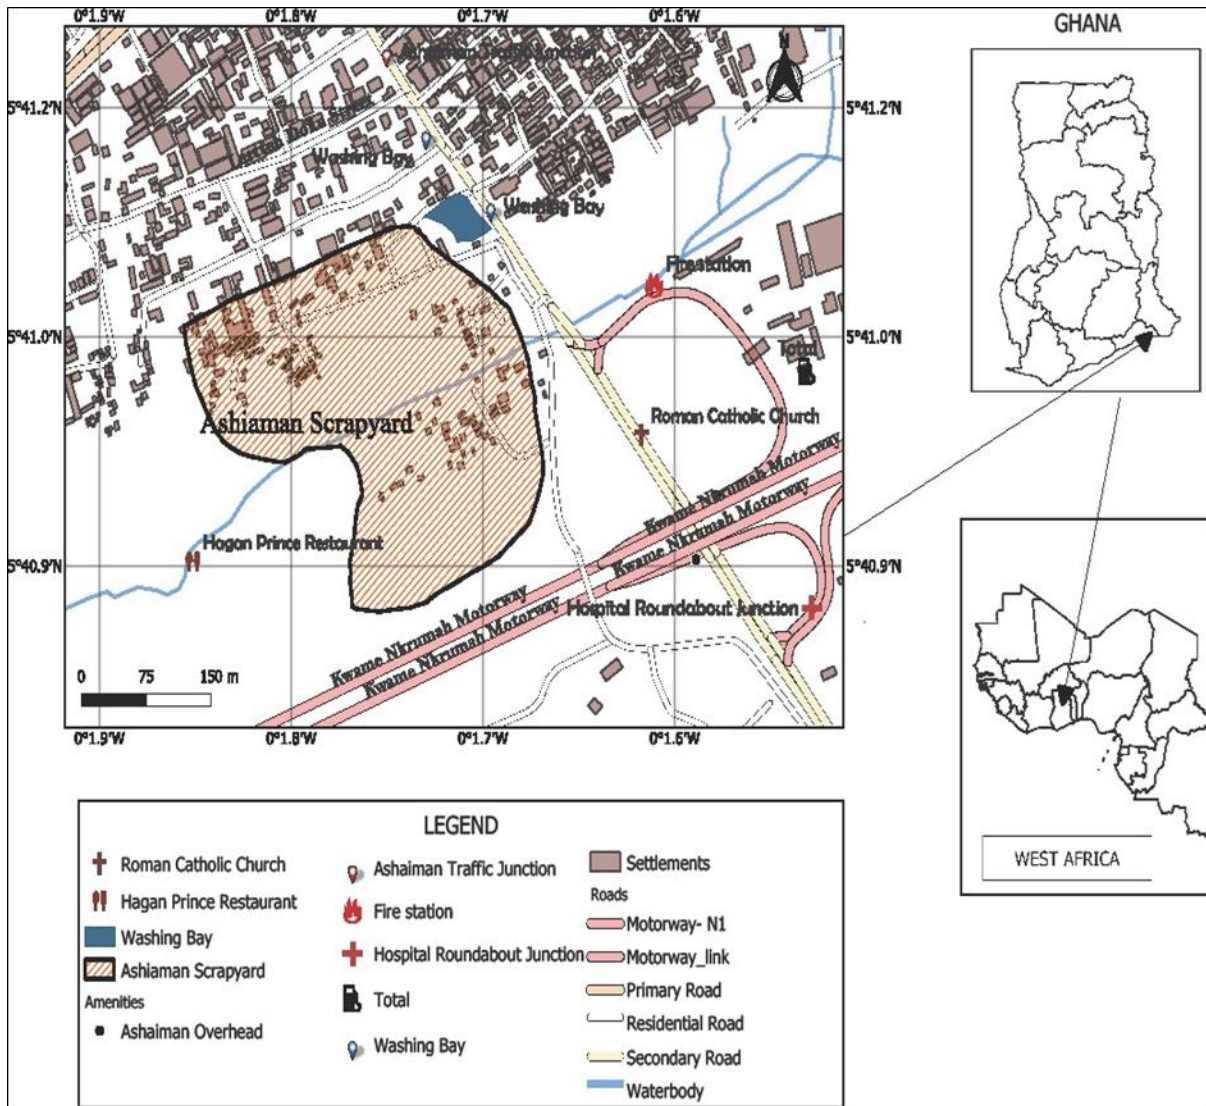 0°1.9'W 0°1.8'W 0°1.7'W 0°1.6'W
GHANA
N
Ashaiman Traffic Junction
5°41.2'N 5°41.2'N
Washing Bay
Washing Bay
Fire station
5°41.0'N 5°41.0'N
Total
Roman Catholic Church
Ashiaman Scrapyard
Kwame Nkrumah Motorway
Kwame Nkrumah Motorway
Hagan Prince Restaurant
5°40.9'N 5°40.9'N
Hospital Roundabout Junction
Kwame Nkrumah Motorway
Kwame Nkrumah Motorway
0 75 150 m
0°1.9'W 0°1.8'W 0°1.7'W 0°1.6'W
WEST AFRICA
LEGEND
Roman Catholic Church
Hagan Prince Restaurant
Washing Bay
Ashiaman Scrapyard
Amenities
Ashaiman Overhead
Ashaiman Traffic Junction
Fire station
Hospital Roundabout Junction
Total
Washing Bay
Settlements
Roads
Motorway- N1
Motorway_link
Primary Road
Residential Road
Secondary Road
Waterbody